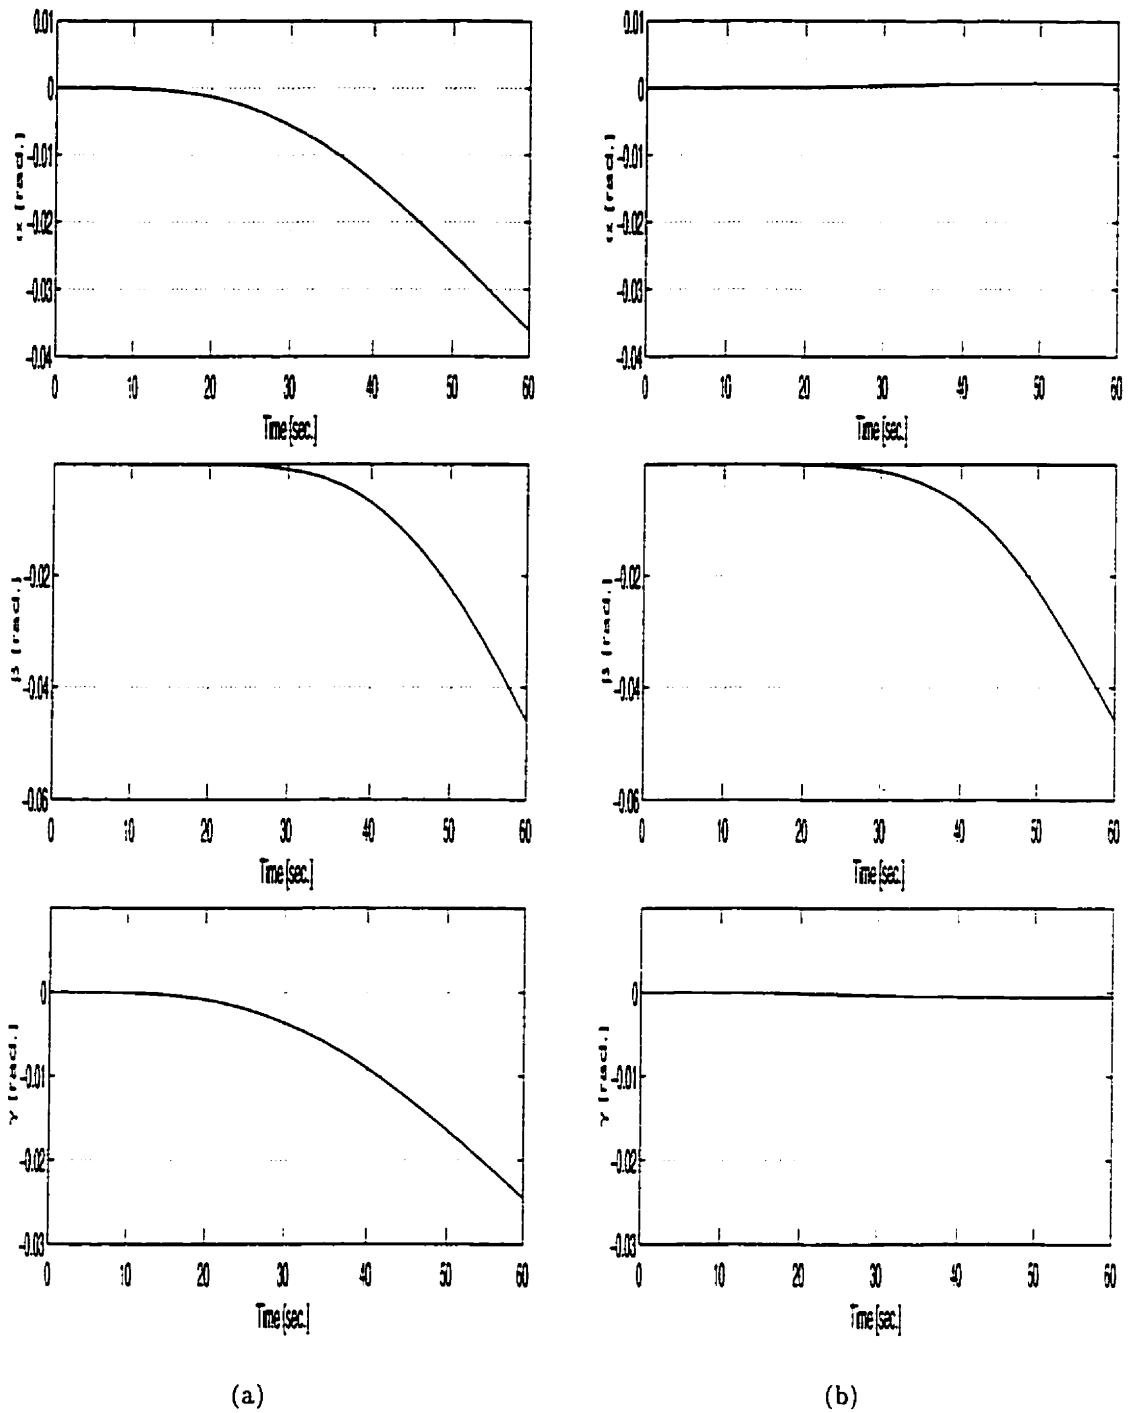 0.01 0.01
0 0
-0.01 -0.01
α [rad.] α [rad.]
-0.02 -0.02
-0.03 -0.03
-0.04 -0.04
0 10 20 30 40 50 60 0 10 20 30 40 50 60
Time [sec.] Time [sec.]
-0.02 -0.02
β [rad.] β [rad.]
-0.04 -0.04
-0.06 -0.06
0 10 20 30 40 50 60 0 10 20 30 40 50 60
Time [sec.] Time [sec.]
0 0
-0.01 -0.01
γ [rad.] γ [rad.]
-0.02 -0.02
-0.03 -0.03
0 10 20 30 40 50 60 0 10 20 30 40 50 60
Time [sec.] Time [sec.]
(a) (b)